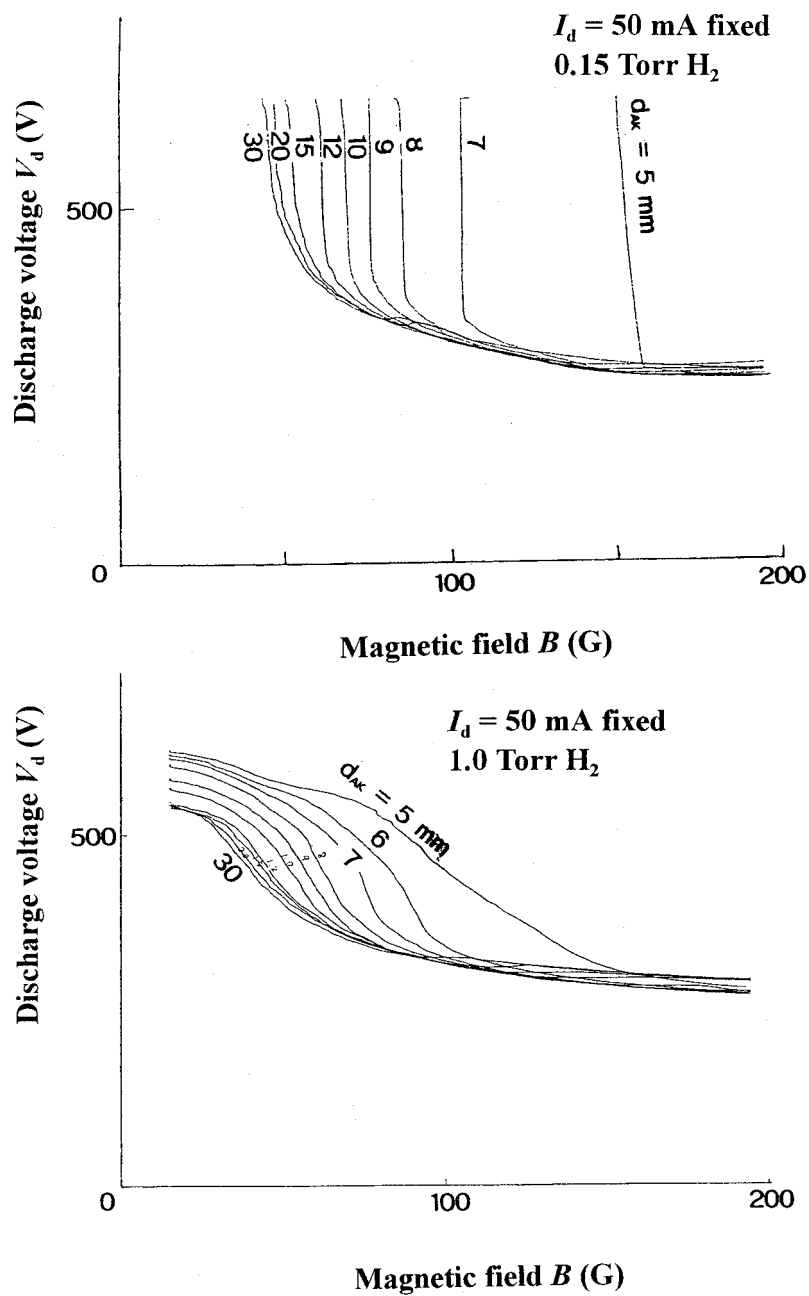 I_d = 50 mA fixed
0.15 Torr H₂
Discharge voltage V_d (V)
500
30
20
15
12
10
9
8
7
d_AK = 5 mm
0
100
200
Magnetic field B (G)
I_d = 50 mA fixed
1.0 Torr H₂
Discharge voltage V_d (V)
500
d_AK = 5 mm
6
7
30
0
100
200
Magnetic field B (G)